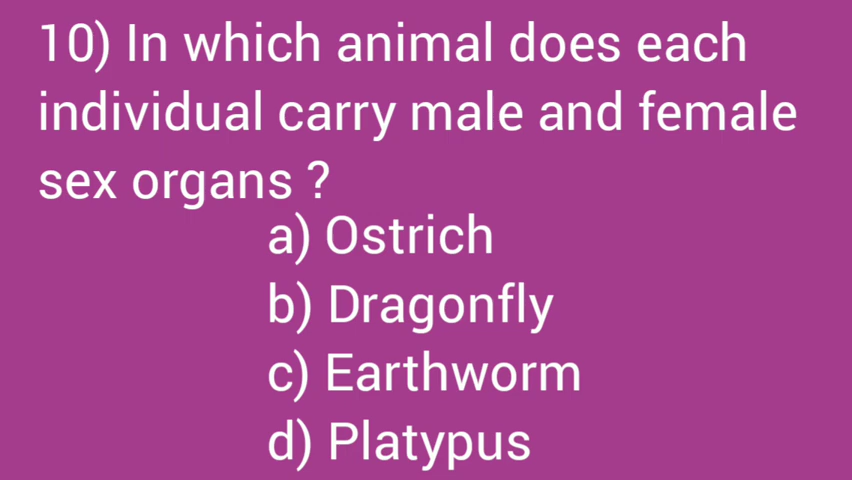 10) In which animal does each
individual carry male and female
sex organs ?
a) Ostrich
b) Dragonfly
c) Earthworm
d) Platypus